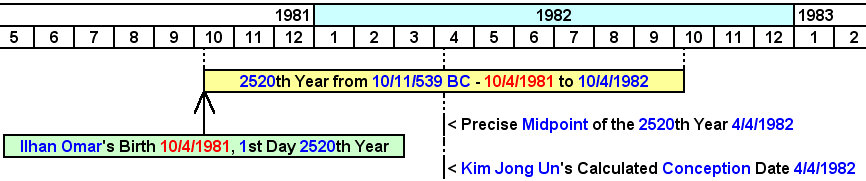 1981 1982 1983
5 6 7 8 9 10 11 12 1 2 3 4 5 6 7 8 9 10 11 12 1 2
2520th Year from 10/11/539 BC - 10/4/1981 to 10/4/1982
< Precise Midpoint of the 2520th Year 4/4/1982
Ilhan Omar's Birth 10/4/1981, 1st Day 2520th Year
< Kim Jong Un's Calculated Conception Date 4/4/1982